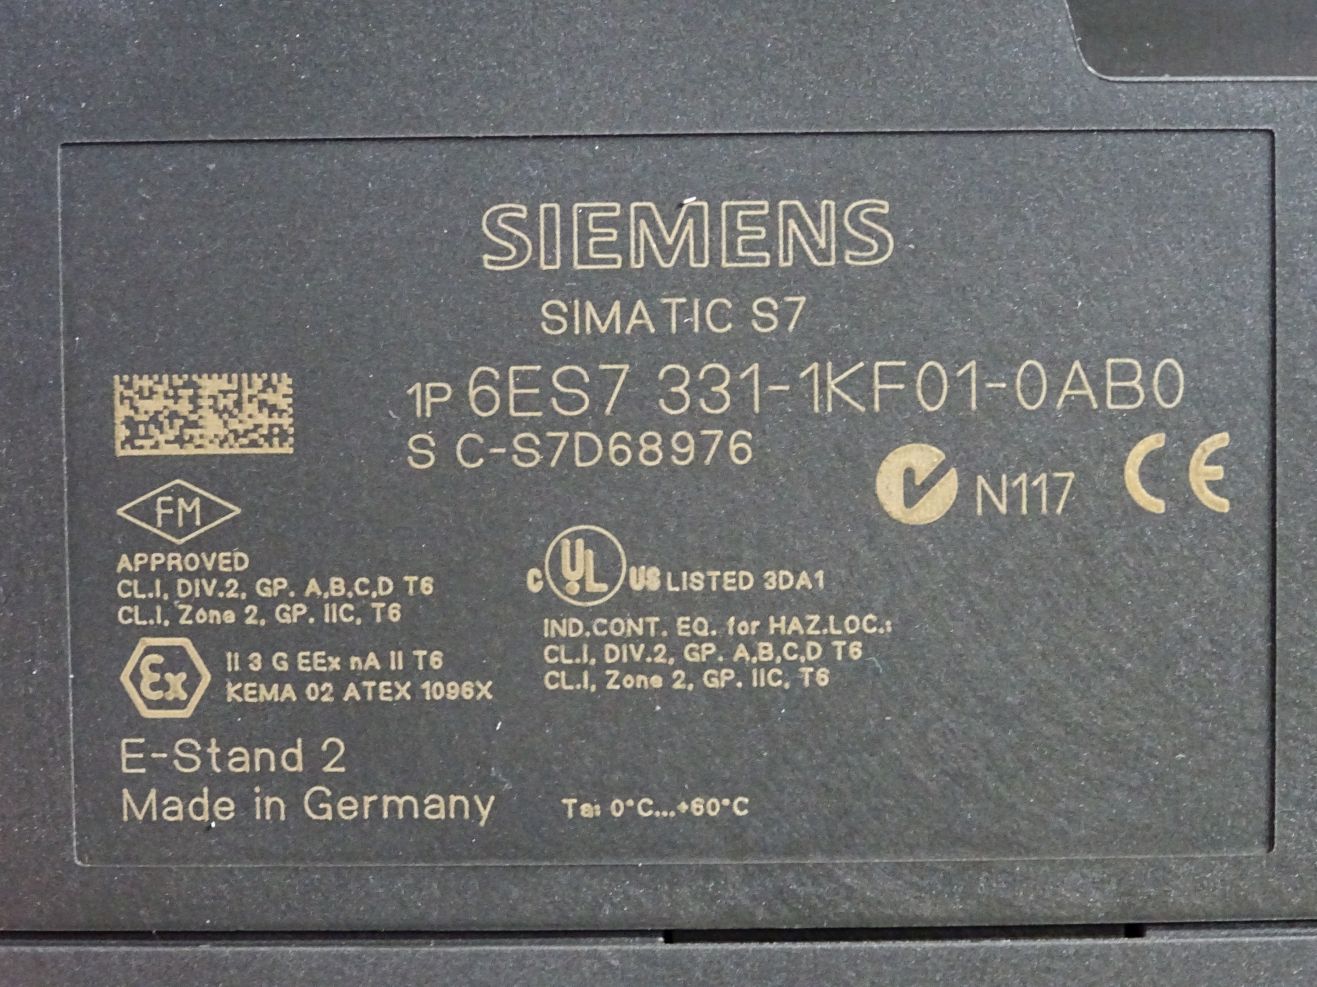 SIEMENS
SIMATIC S7
1P 6ES7 331-1KF01-0AB0
S C-S7D68976
N117 CE
FM
APPROVED
CL.I, DIV.2, GP. A,B,C,D T6
CL.I, Zone 2, GP. IIC, T6
C UL US LISTED 3DA1
IND.CONT. EQ. for HAZ.LOC.:
CL.I, DIV.2, GP. A,B,C,D T6
CL.I, Zone 2, GP. IIC, T6
Ex II 3 G EEx nA II T6
KEMA 02 ATEX 1096X
E-Stand 2
Made in Germany
Ta: 0°C...+60°C